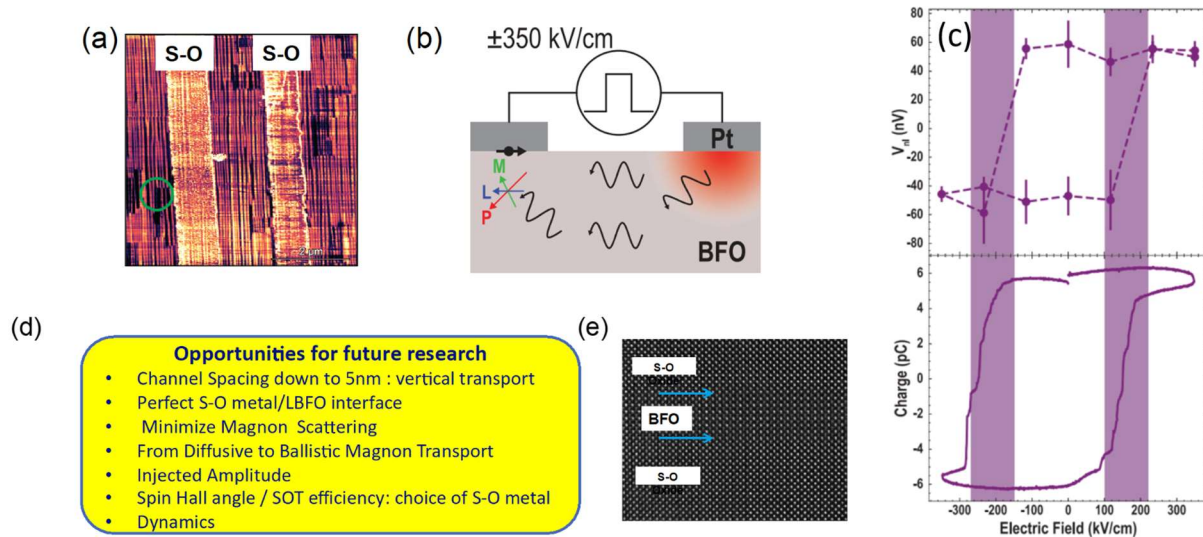 (a)
S-O
S-O
2 µm
(b)
±350 kV/cm
Pt
M
L
P
BFO
(c)
80
60
40
20
0
-20
-40
-60
-80
Vnl (nV)
6
4
2
0
-2
-4
-6
Charge (pC)
-300 -200 -100 0 100 200 300
Electric Field (kV/cm)
(d)
Opportunities for future research
• Channel Spacing down to 5nm : vertical transport
• Perfect S-O metal/LBFO interface
• Minimize Magnon Scattering
• From Diffusive to Ballistic Magnon Transport
• Injected Amplitude
• Spin Hall angle / SOT efficiency: choice of S-O metal
• Dynamics
(e)
S-O
BFO
S-O